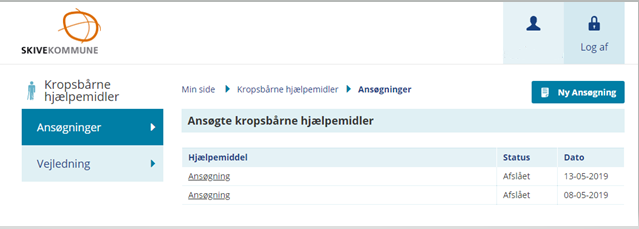 SKIVEKOMMUNE
Log af
Kropsbårne
hjælpemidler
Min side Kropsbårne hjælpemidler Ansøgninger
Ny Ansøgning
Ansøgninger
Vejledning
Ansøgte kropsbårne hjælpemidler
Hjælpemiddel Status Dato
Ansøgning Afslået 13-05-2019
Ansøgning Afslået 08-05-2019